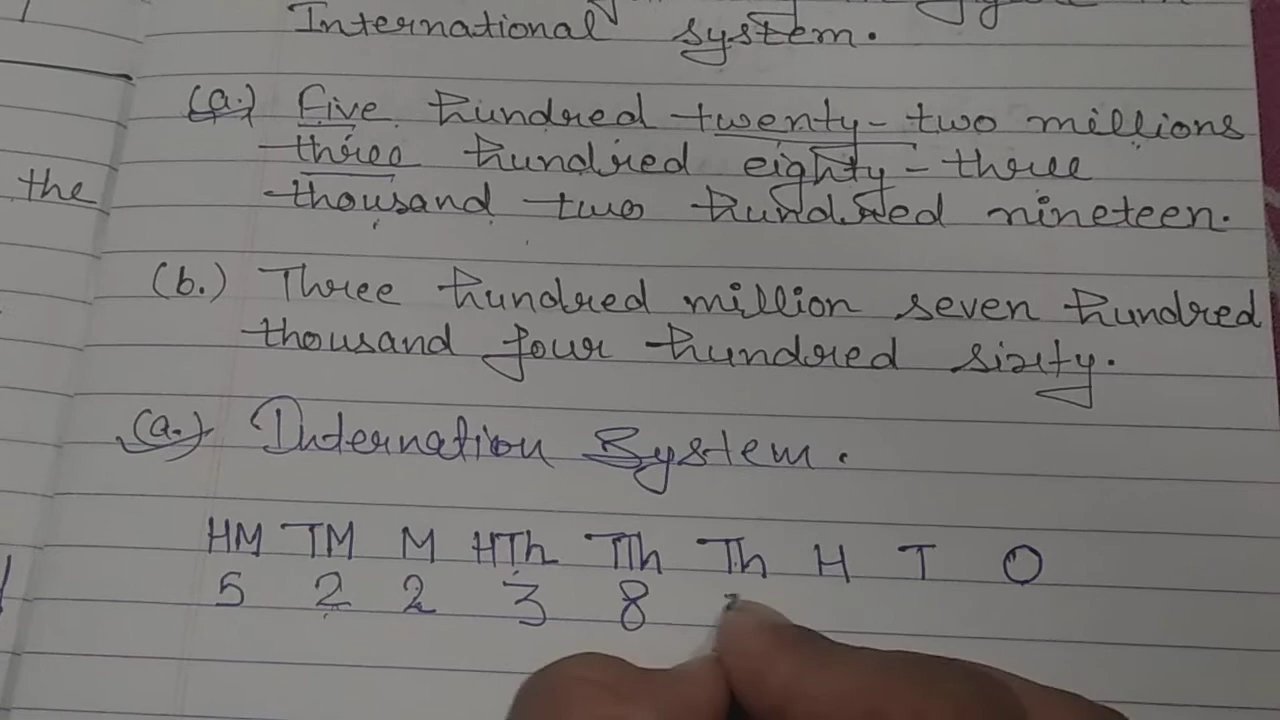 International system.
(a.) Five hundred twenty-two millions
three hundred eighty-three
the
thousand two hundred nineteen.
(b.) Three hundred million seven hundred
thousand four hundred sixty.
(a.) Internation System.
HM TM M HTh TTh Th H T O
5 2 2 3 8